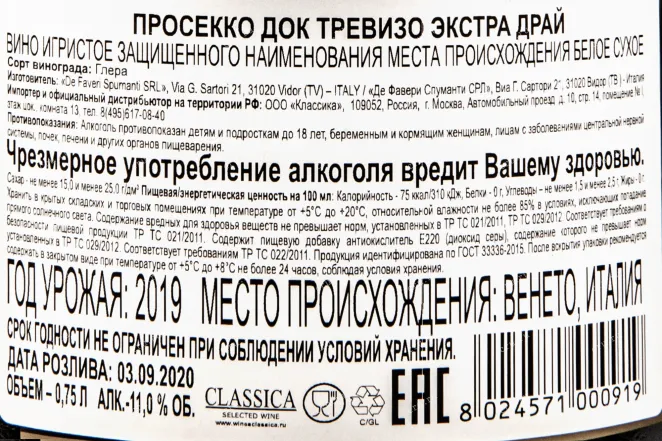 ПРОСЕККО ДОК ТРЕВИЗО ЭКСТРА ДРАЙ
ВИНО ИГРИСТОЕ ЗАЩИЩЕННОГО НАИМЕНОВАНИЯ МЕСТА ПРОИСХОЖДЕНИЯ БЕЛОЕ СУХОЕ
Сорт винограда: Глера
Изготовитель: «De Faveri Spumanti SRL», Via G. Sartori 21, 31020 Vidor (TV) – ITALY / «Де Фавери Спуманти СРЛ», Виа Г. Сартори 21, 31020 Видор (ТВ) - Италия
Импортер и официальный дистрибьютор на территории РФ: ООО «Классика», 109052, Россия, г. Москва, Автомобильный проезд, д. 10, стр. 14, помещение I,
этаж цок. комната 13, тел. 8(495)617-08-40
Противопоказания: Алкоголь противопоказан детям и подросткам до 18 лет, беременным и кормящим женщинам, лицам с заболеваниями центральной нервной
системы, почек, печени и других органов пищеварения.
Чрезмерное употребление алкоголя вредит Вашему здоровью.
Сахар - не менее 15,0 и менее 25,0 г/дм³ Пищевая/энергетическая ценность на 100 мл: Калорийность - 75 ккал/310 кДж, Белки - 0 г, Углеводы – не менее 1,5 и менее 2,5 г, Жиры - 0 г
Хранить в крытых складских и торговых помещениях при температуре от +5°С до +20°С, относительной влажности не более 85% в условиях, исключающих попадание
прямого солнечного света. Содержание вредных для здоровья веществ не превышает норм, установленных в ТР ТС 021/2011, ТР ТС 029/2012. Соответствует требованиям о
безопасности пищевой продукции ТР ТС 021/2011. Содержит пищевую добавку антиокислитель Е220 (диоксид серы), содержание которого не превышает норм
установленных в ТР ТС 029/2012. Соответствует требованиям ТР ТС 022/2011. Продукция идентифицирована по ГОСТ 33336-2015. После вскрытия упаковки рекомендуется
содержать в закрытом виде при температуре от +5°С до +8°С не более 24 часов, соблюдая условия хранения.
ГОД УРОЖАЯ: 2019 МЕСТО ПРОИСХОЖДЕНИЯ: ВЕНЕТО, ИТАЛИЯ
СРОК ГОДНОСТИ НЕ ОГРАНИЧЕН ПРИ СОБЛЮДЕНИИ УСЛОВИЙ ХРАНЕНИЯ.
ДАТА РОЗЛИВА: 03.09.2020
ОБЪЕМ – 0,75 Л АЛК.-11,0 % ОБ.
CLASSICA
SELECTED WINE
www.wineclassica.ru
C/GL
EAC
8 024571 000919